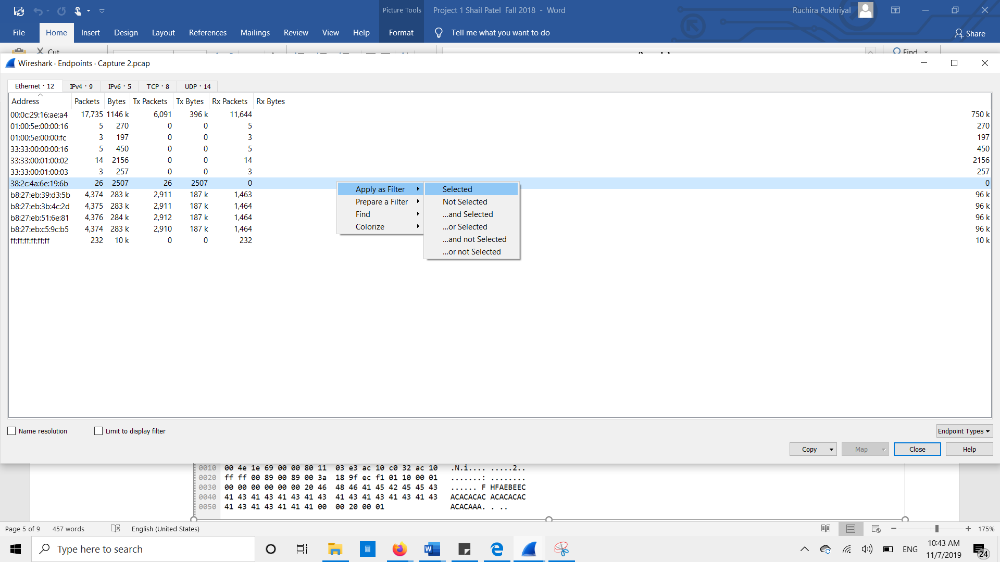 Picture Tools
Project 1 Shail Patel  Fall 2018  -  Word
Ruchira Pokhriyal
File Home Insert Design Layout References Mailings Review View Help Format Tell me what you want to do Share
Cut
Find
Wireshark · Endpoints · Capture 2.pcap
Ethernet · 12 IPv4 · 9 IPv6 · 5 TCP · 8 UDP · 14
Address Packets Bytes Tx Packets Tx Bytes Rx Packets Rx Bytes
00:0c:29:16:ae:a4 17,735 1146 k 6,091 396 k 11,644 750 k
01:00:5e:00:00:16 5 270 0 0 5 270
01:00:5e:00:00:fc 3 197 0 0 3 197
33:33:00:00:00:16 5 450 0 0 5 450
33:33:00:01:00:02 14 2156 0 0 14 2156
33:33:00:01:00:03 3 257 0 0 3 257
38:2c:4a:6e:19:6b 26 2507 26 2507 0 0
b8:27:eb:39:d3:5b 4,374 283 k 2,911 187 k 1,463 96 k
b8:27:eb:3b:4c:2d 4,375 283 k 2,911 187 k 1,464 96 k
b8:27:eb:51:6e:81 4,376 284 k 2,912 187 k 1,464 96 k
b8:27:eb:c5:9c:b5 4,374 283 k 2,910 187 k 1,464 96 k
ff:ff:ff:ff:ff:ff 232 10 k 0 0 232 10 k
Apply as Filter
Prepare a Filter
Find
Colorize
Selected
Not Selected
...and Selected
...or Selected
...and not Selected
...or not Selected
Name resolution Limit to display filter Endpoint Types
Copy Map Close Help
0010 00 4e 1e 69 00 00 80 11 03 e3 ac 10 c0 32 ac 10 .N.i.... .....2..
0020 ff ff 00 89 00 89 00 3a 18 9f ec f1 01 10 00 01 .......: ........
0030 00 00 00 00 00 00 20 46 48 46 41 45 42 45 45 43 ...... F HFAEBEEC
0040 41 43 41 43 41 43 41 43 41 43 41 43 41 43 41 43 ACACACAC ACACACAC
0050 41 43 41 43 41 41 41 00 00 20 00 01 ACACAAA. . ..
Page 5 of 9 457 words English (United States) 175%
Type here to search
ENG
10:43 AM
11/7/2019
24